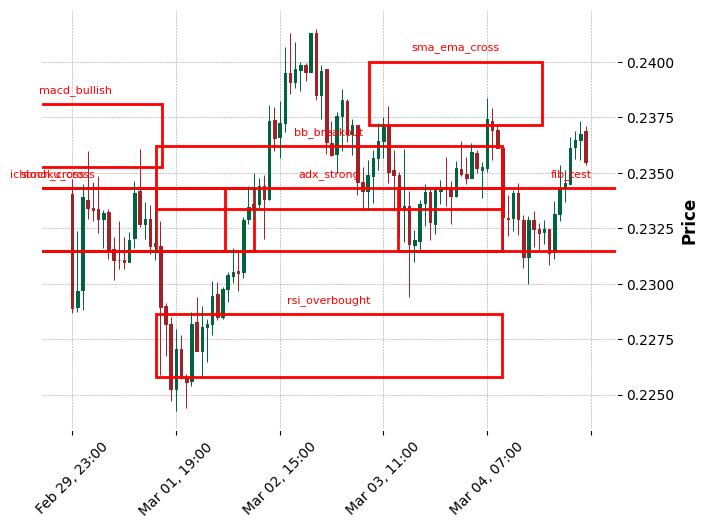 sma_ema_cross
macd_bullish
bb_breakout
stoch_cross
adx_strong
fib_test
rsi_overbought
0.2400
0.2375
0.2350
0.2325
0.2300
0.2275
0.2250
Price
Feb 29, 23:00
Mar 01, 19:00
Mar 02, 15:00
Mar 03, 11:00
Mar 04, 07:00